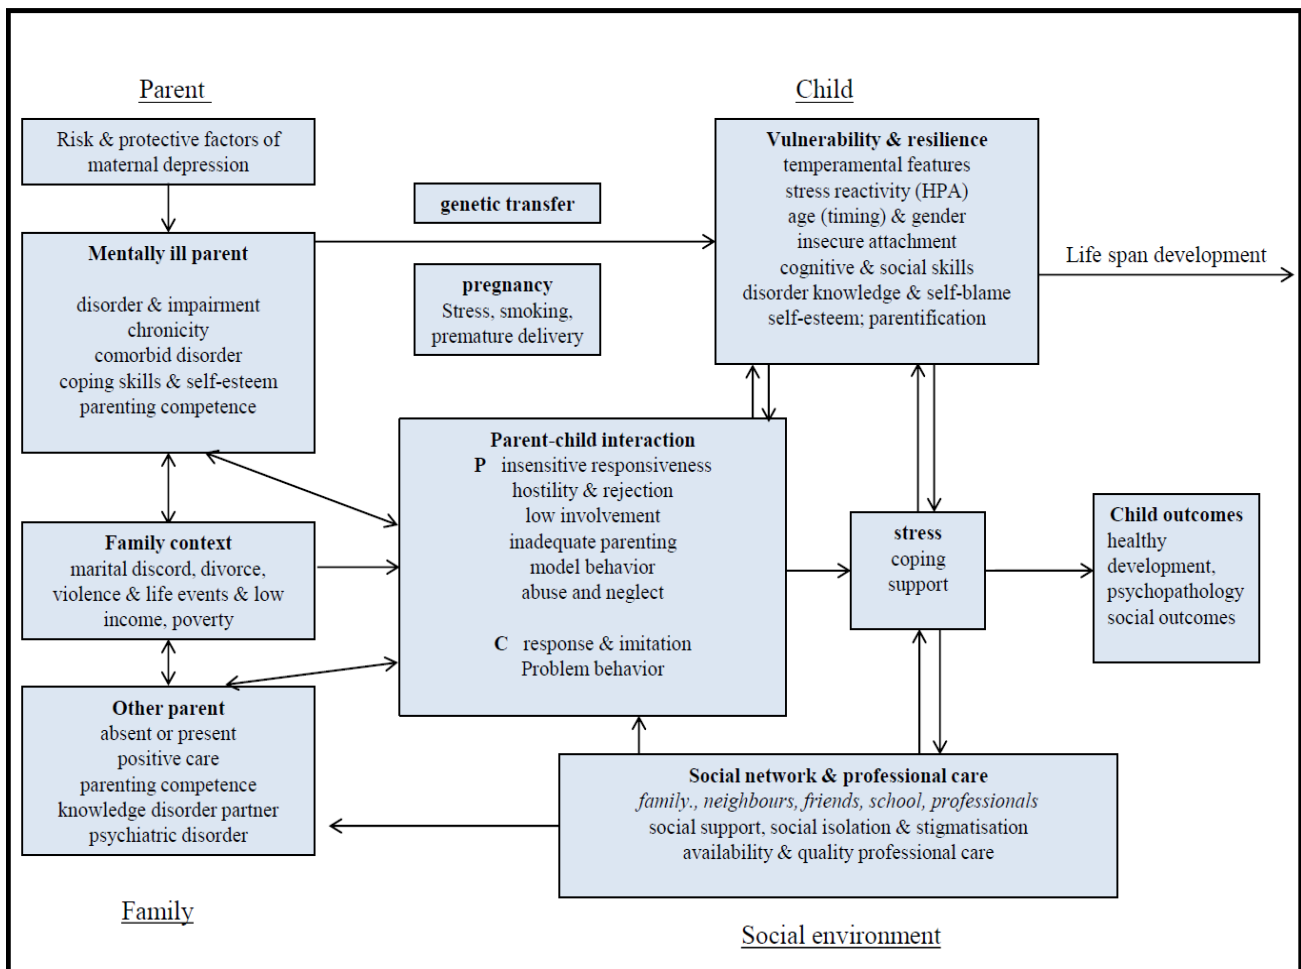 Parent
Child
Risk & protective factors of
maternal depression
Vulnerability & resilience
temperamental features
stress reactivity (HPA)
age (timing) & gender
insecure attachment
cognitive & social skills
disorder knowledge & self-blame
self-esteem; parentification
genetic transfer
Mentally ill parent
disorder & impairment
chronicity
comorbid disorder
coping skills & self-esteem
parenting competence
pregnancy
Stress, smoking,
premature delivery
Life span development
Parent-child interaction
P insensitive responsiveness
hostility & rejection
low involvement
inadequate parenting
model behavior
abuse and neglect
C response & imitation
Problem behavior
Family context
marital discord, divorce,
violence & life events & low
income, poverty
stress
coping
support
Child outcomes
healthy
development,
psychopathology
social outcomes
Other parent
absent or present
positive care
parenting competence
knowledge disorder partner
psychiatric disorder
Social network & professional care
family., neighbours, friends, school, professionals
social support, social isolation & stigmatisation
availability & quality professional care
Family
Social environment